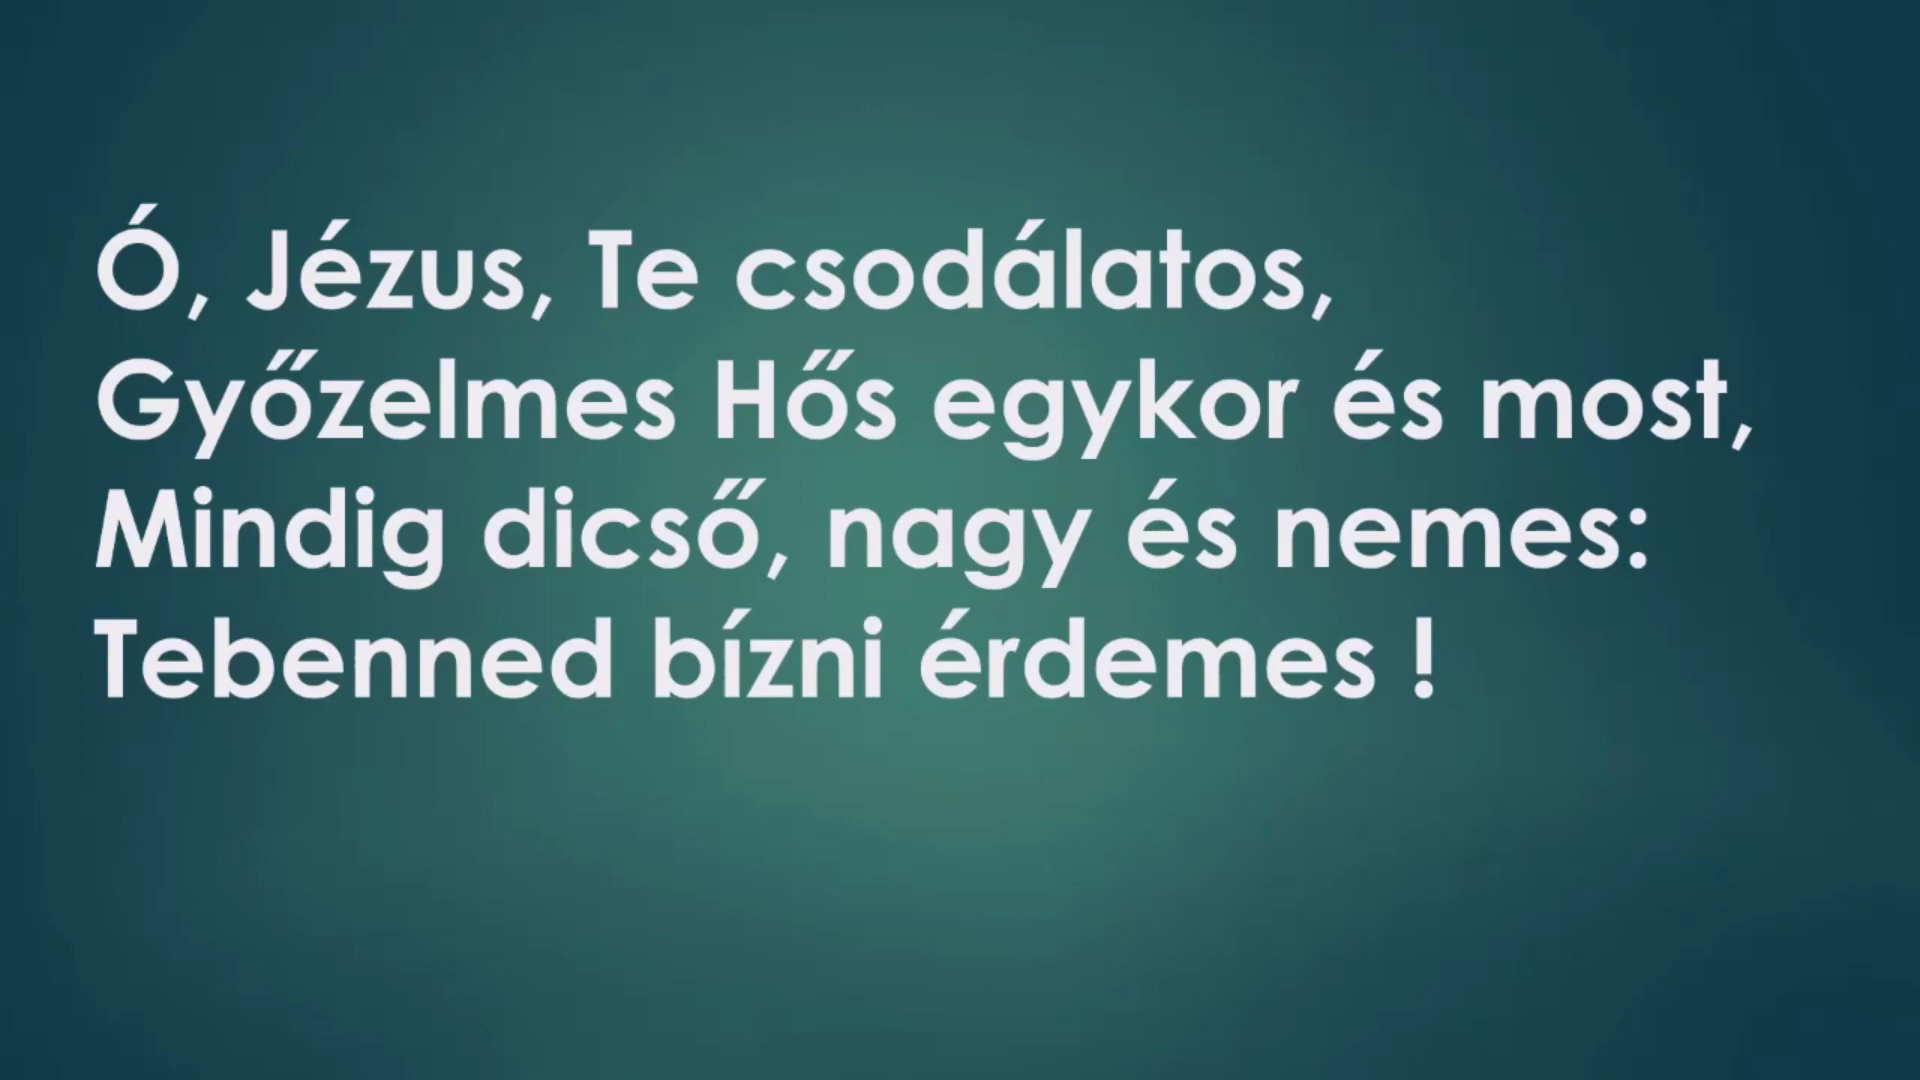 Ó, Jézus, Te csodálatos,
Győzelmes Hős egykor és most,
Mindig dicső, nagy és nemes:
Tebenned bízni érdemes !